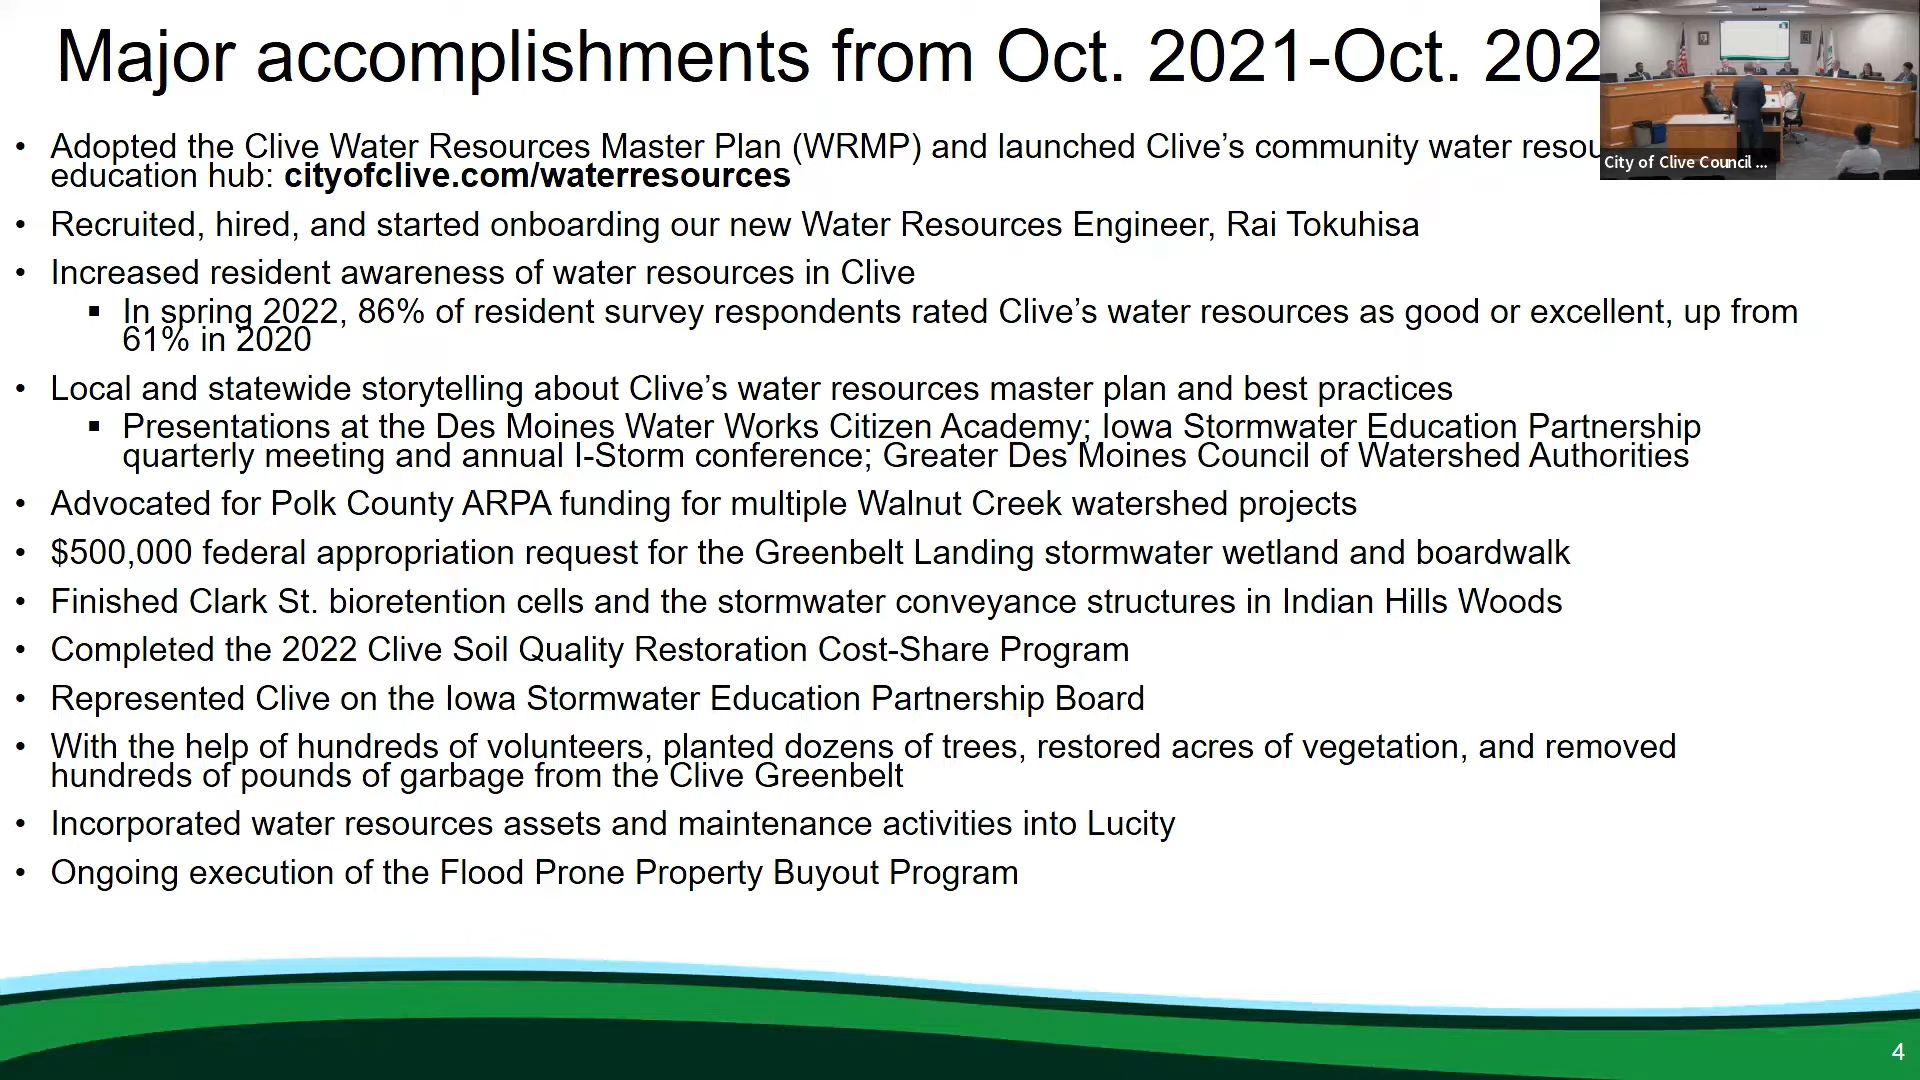 Major accomplishments from Oct. 2021-Oct. 202
• Adopted the Clive Water Resources Master Plan (WRMP) and launched Clive’s community water
education hub: cityofclive.com/waterresources
• Recruited, hired, and started onboarding our new Water Resources Engineer, Rai Tokuhisa
• Increased resident awareness of water resources in Clive
▪ In spring 2022, 86% of resident survey respondents rated Clive’s water resources as good or excellent, up from
61% in 2020
• Local and statewide storytelling about Clive’s water resources master plan and best practices
▪ Presentations at the Des Moines Water Works Citizen Academy; Iowa Stormwater Education Partnership
quarterly meeting and annual I-Storm conference; Greater Des Moines Council of Watershed Authorities
• Advocated for Polk County ARPA funding for multiple Walnut Creek watershed projects
• $500,000 federal appropriation request for the Greenbelt Landing stormwater wetland and boardwalk
• Finished Clark St. bioretention cells and the stormwater conveyance structures in Indian Hills Woods
• Completed the 2022 Clive Soil Quality Restoration Cost-Share Program
• Represented Clive on the Iowa Stormwater Education Partnership Board
• With the help of hundreds of volunteers, planted dozens of trees, restored acres of vegetation, and removed
hundreds of pounds of garbage from the Clive Greenbelt
• Incorporated water resources assets and maintenance activities into Lucity
• Ongoing execution of the Flood Prone Property Buyout Program
City of Clive Council ...
4